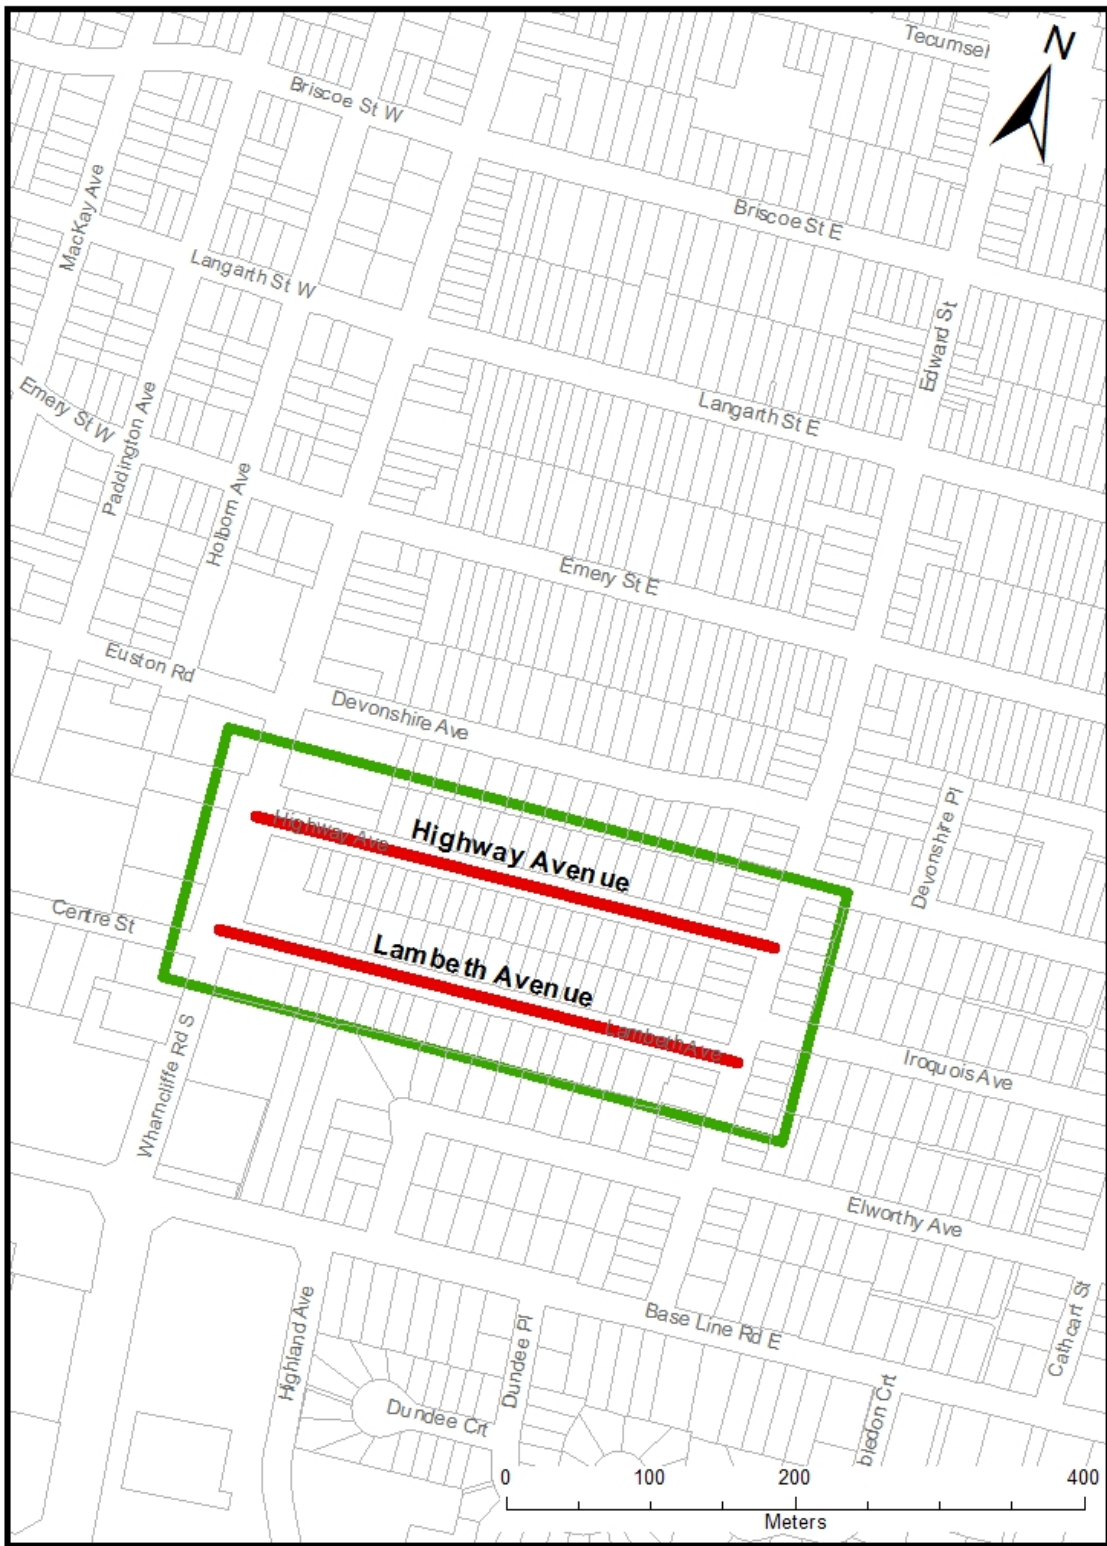 Tecumsel
N
Briscoe St W
MacKay Ave
Briscoe St E
Langarth St W
Edward St
Emery St W
Paddington Ave
Langarth St E
Holborn Ave
Emery St E
Euston Rd
Devonshire Ave
Devonshire Pl
Highway Ave
Highway Avenue
Centre St
Lambeth Avenue
Lambeth Ave
Iroquois Ave
Wharncliffe Rd S
Elworthy Ave
Highland Ave
Dundee Pl
Base Line Rd E
Cathcart St
Dundee Crt
bledon Crt
0 100 200 400
Meters